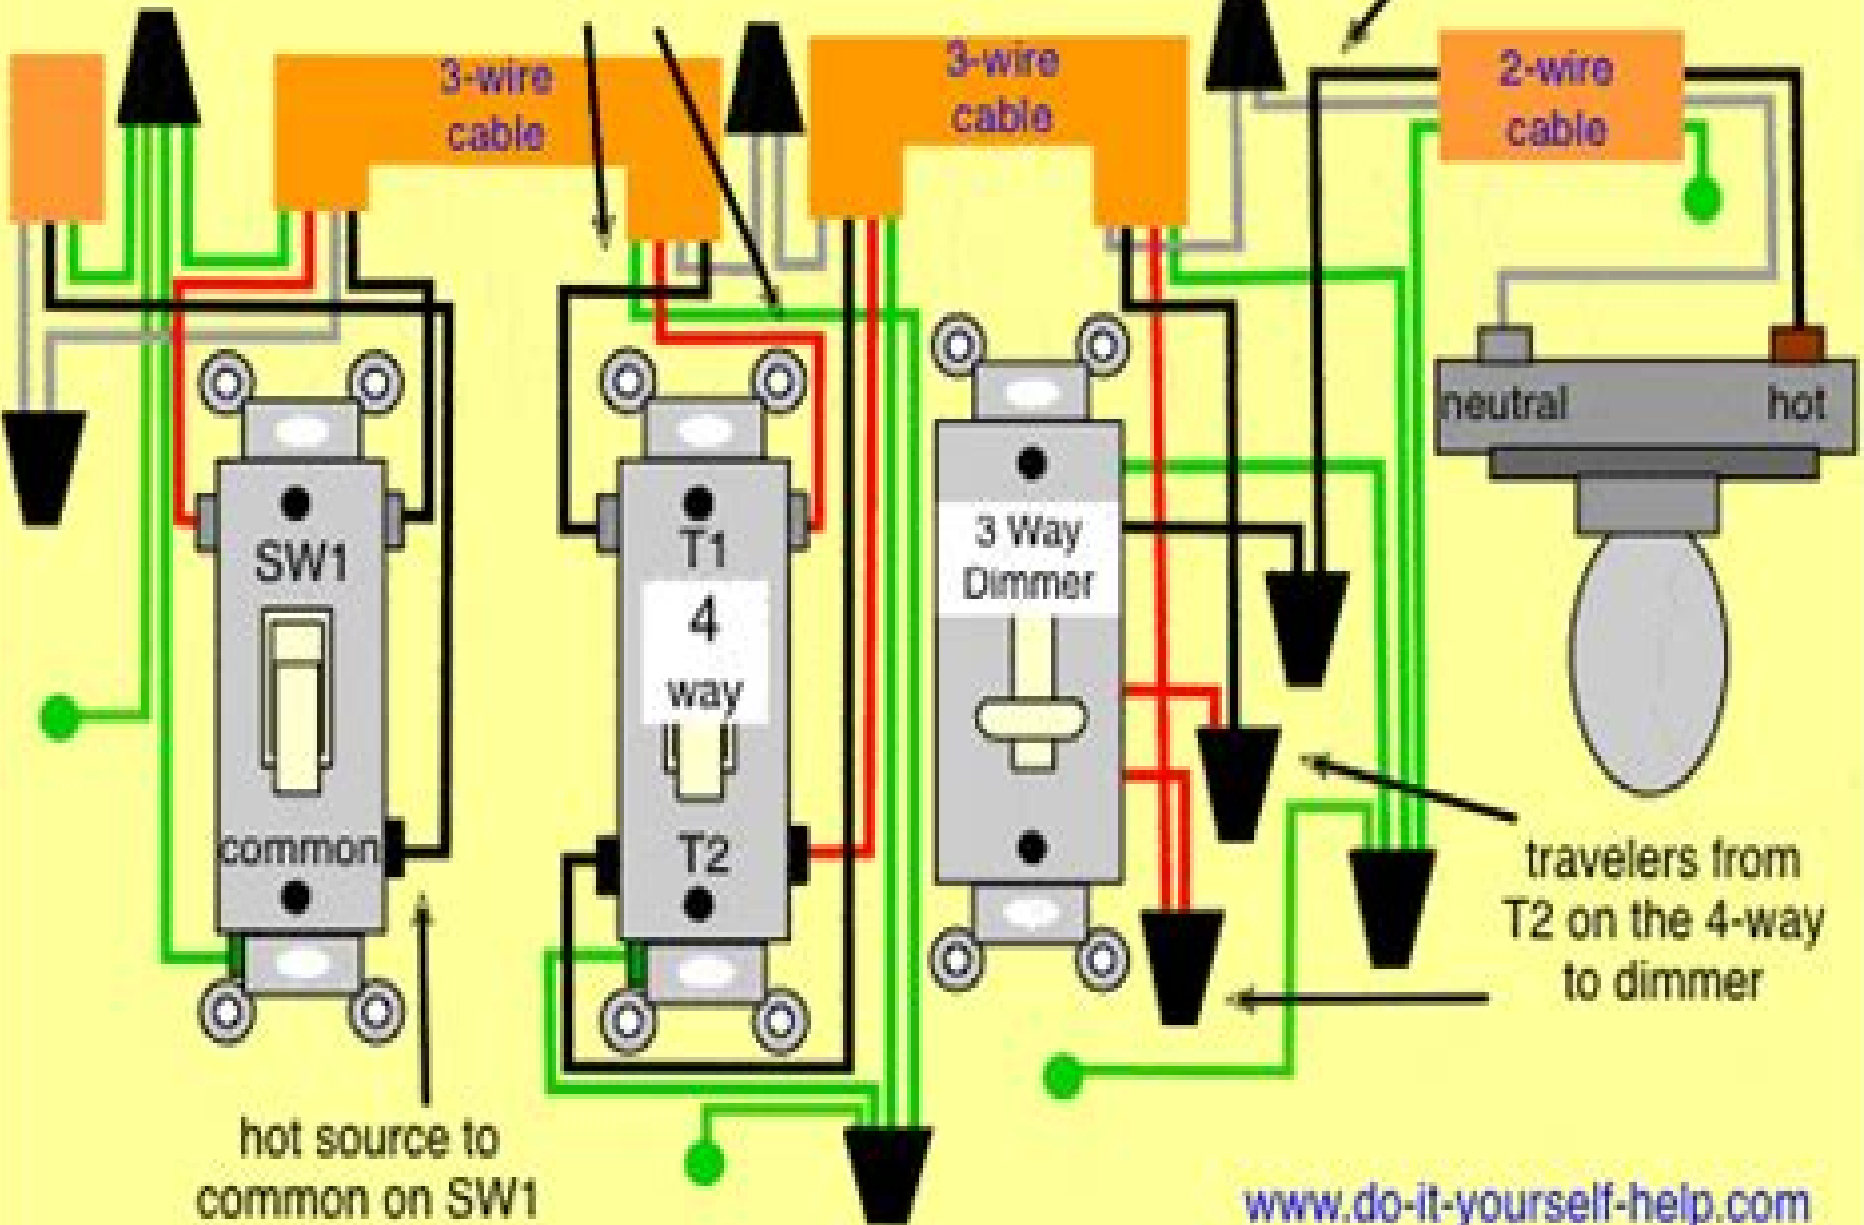 3-wire
cable
3-wire
cable
2-wire
cable
neutral
hot
SW1
common
T1
4
way
T2
3 Way
Dimmer
travelers from
T2 on the 4-way
to dimmer
hot source to
common on SW1
www.do-it-yourself-help.com